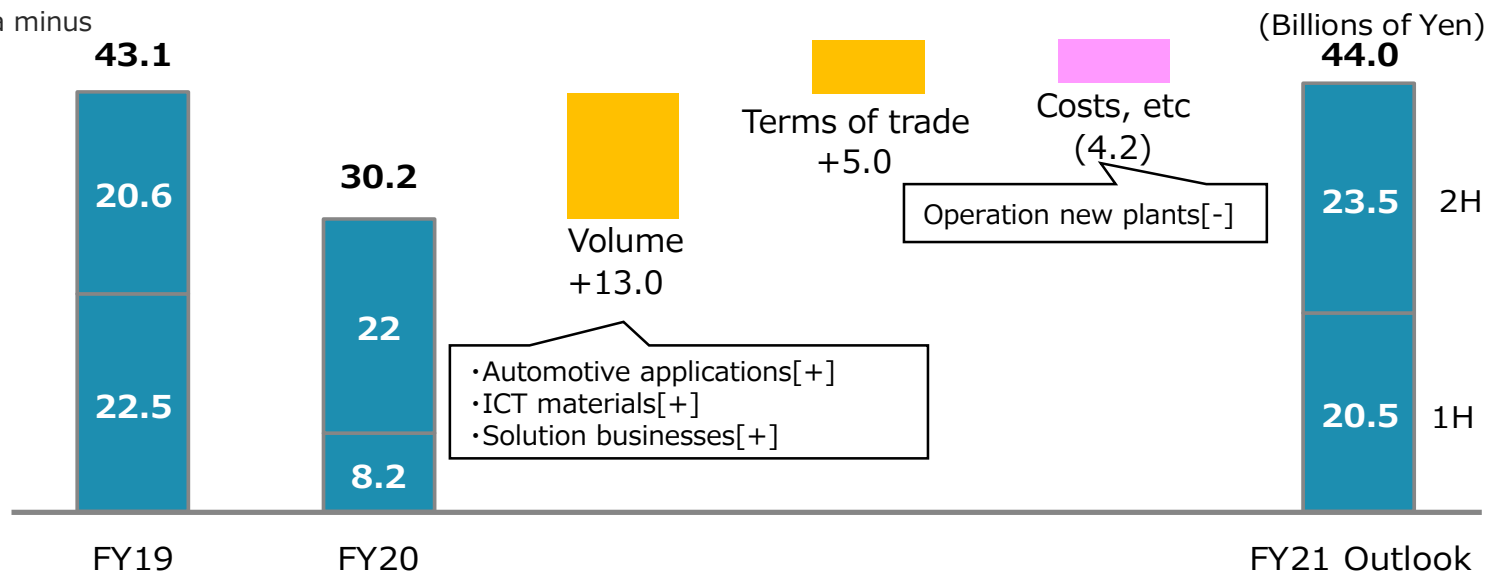 a minus
(Billions of Yen)
43.1
20.6
22.5
FY19
30.2
22
8.2
FY20
Volume
+13.0
・Automotive applications[+]
・ICT materials[+]
・Solution businesses[+]
Terms of trade
+5.0
Costs, etc
(4.2)
Operation new plants[-]
44.0
23.5
2H
20.5
1H
FY21 Outlook